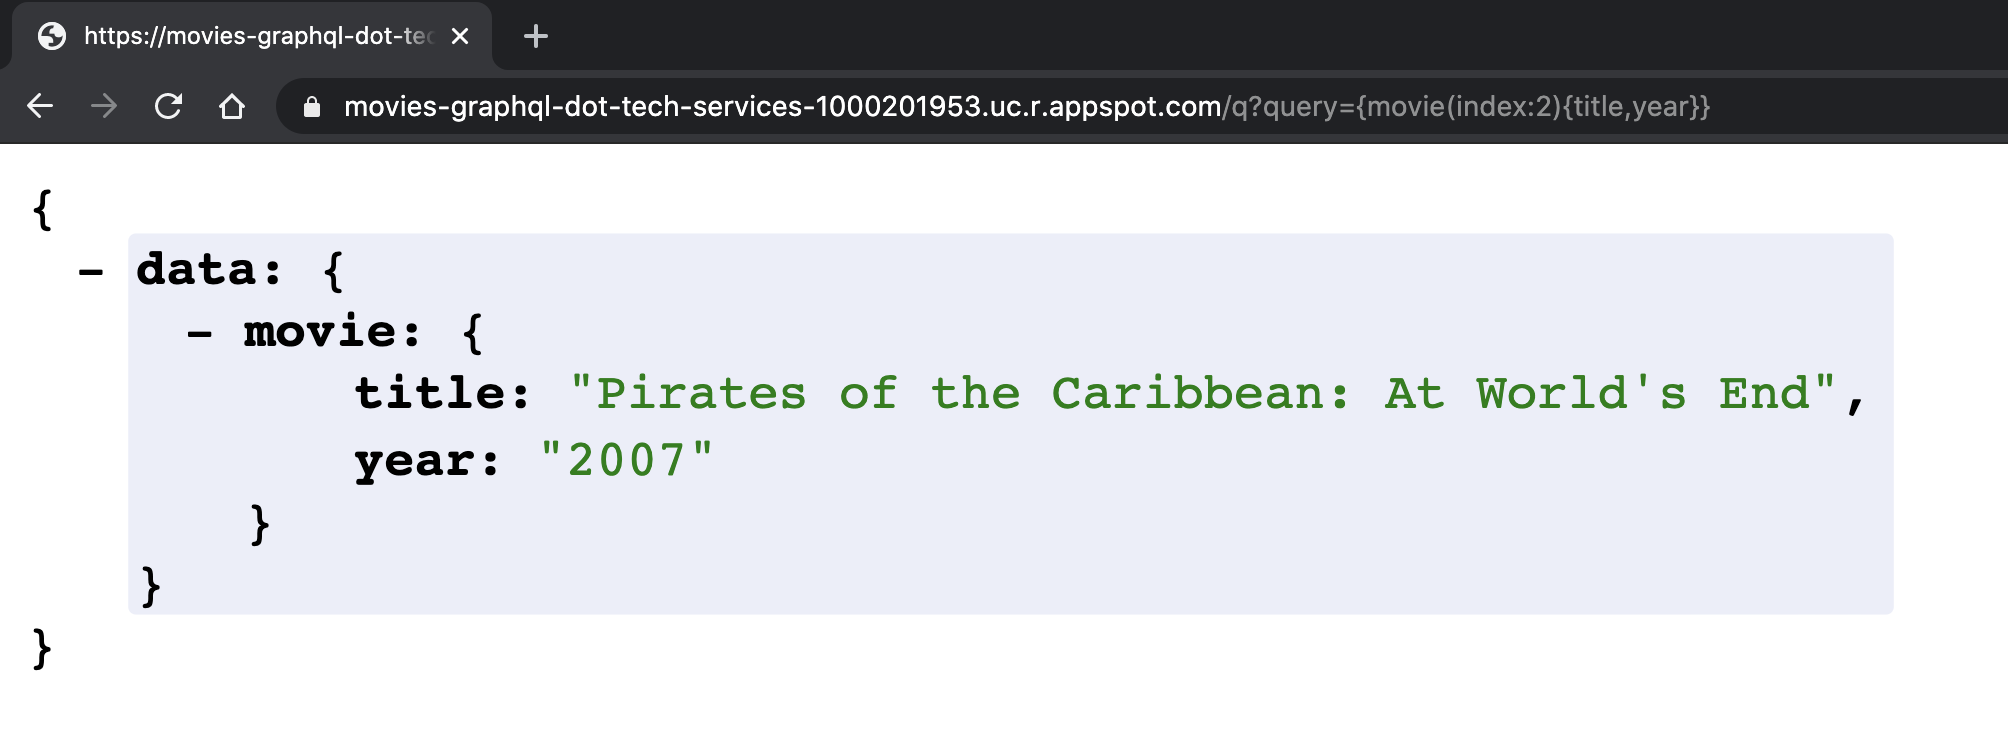 https://movies-graphql-dot-tec
movies-graphql-dot-tech-services-1000201953.uc.r.appspot.com/q?query={movie(index:2){title,year}}
{
- data: {
- movie: {
title: "Pirates of the Caribbean: At World's End",
year: "2007"
}
}
}